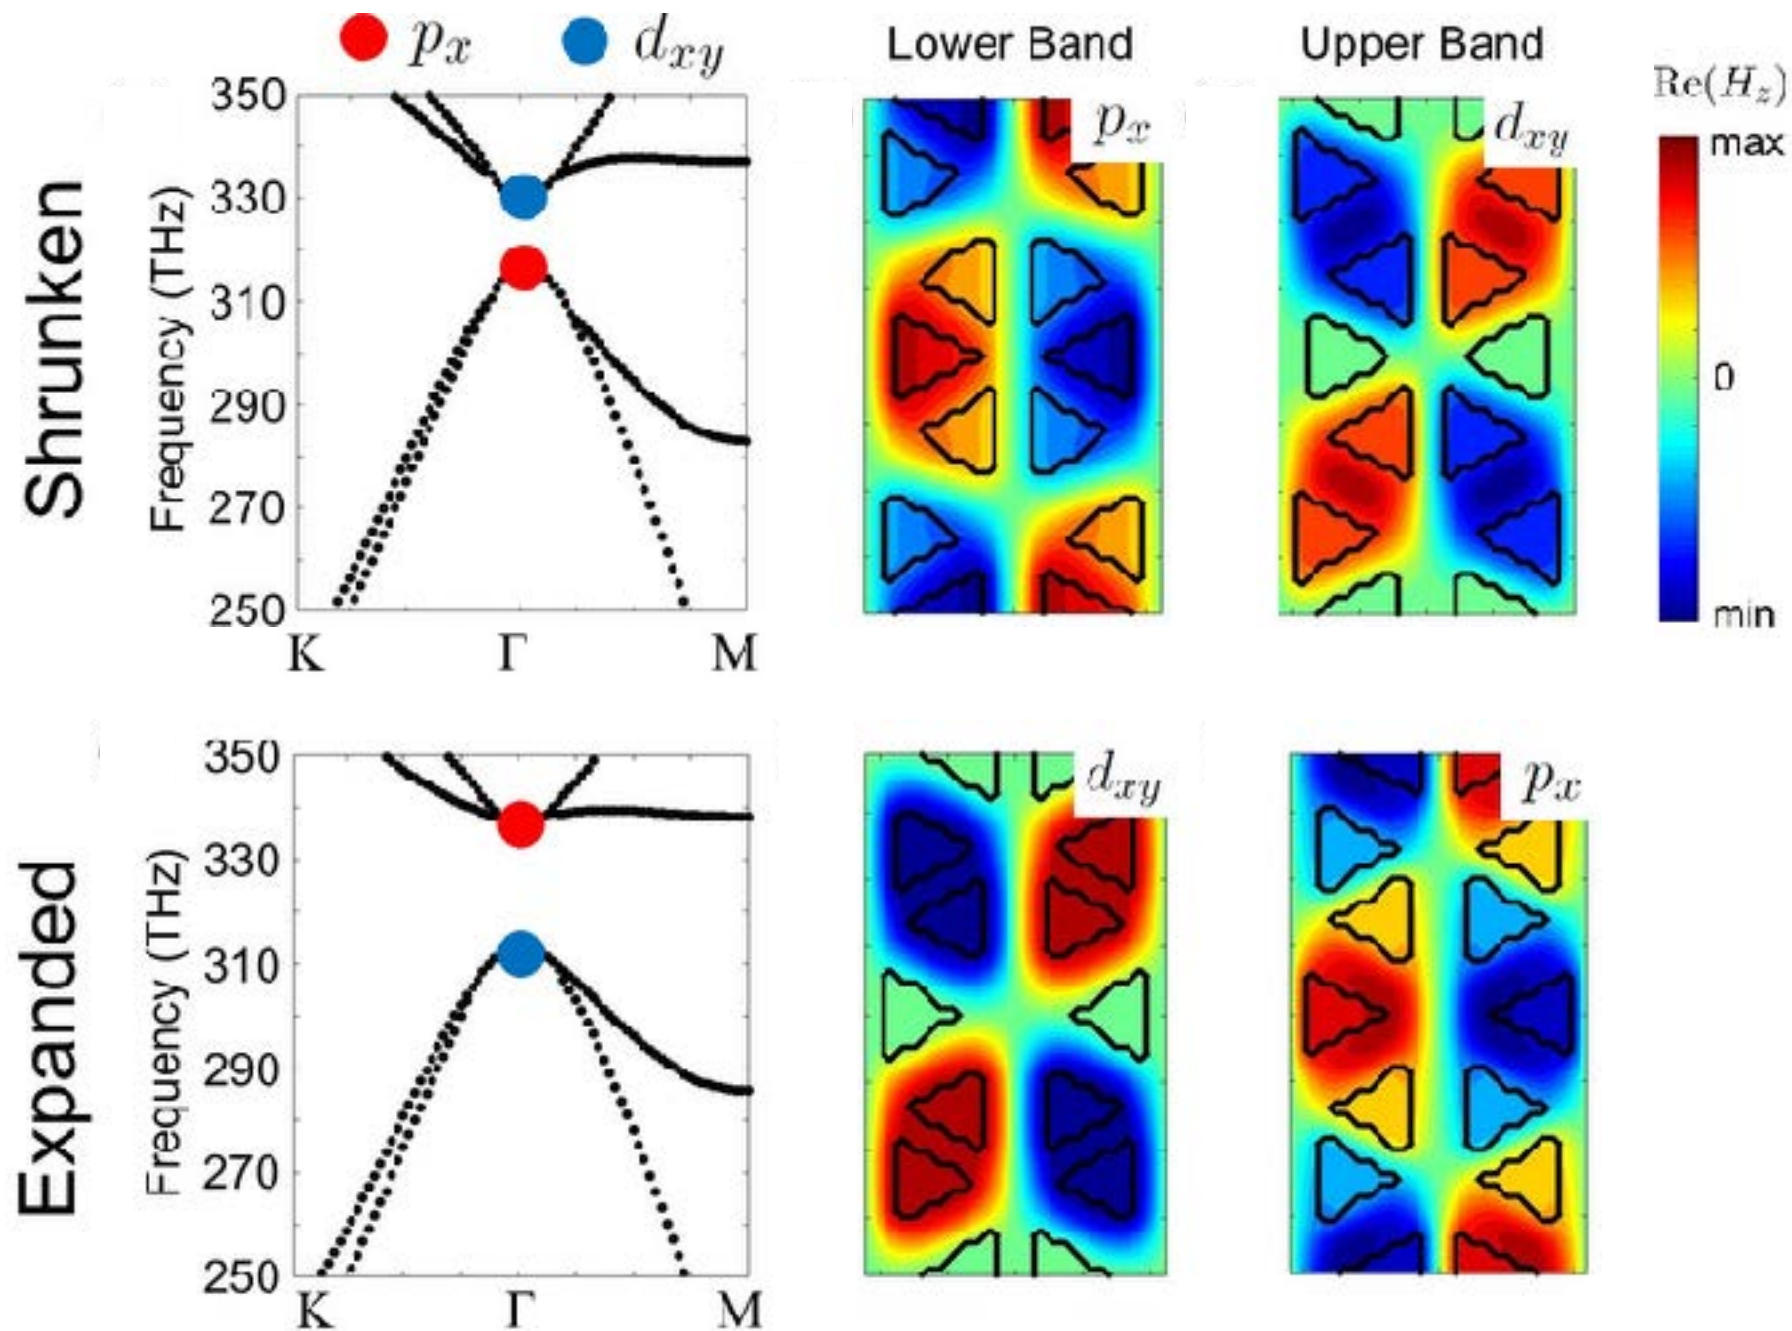 p_x d_xy
Lower Band
Upper Band
Re(H_z)
Shrunken
Frequency (THz)
350
330
310
290
270
250
K Γ M
p_x
d_xy
max
0
min
Expanded
Frequency (THz)
350
330
310
290
270
250
K Γ M
d_xy
p_x